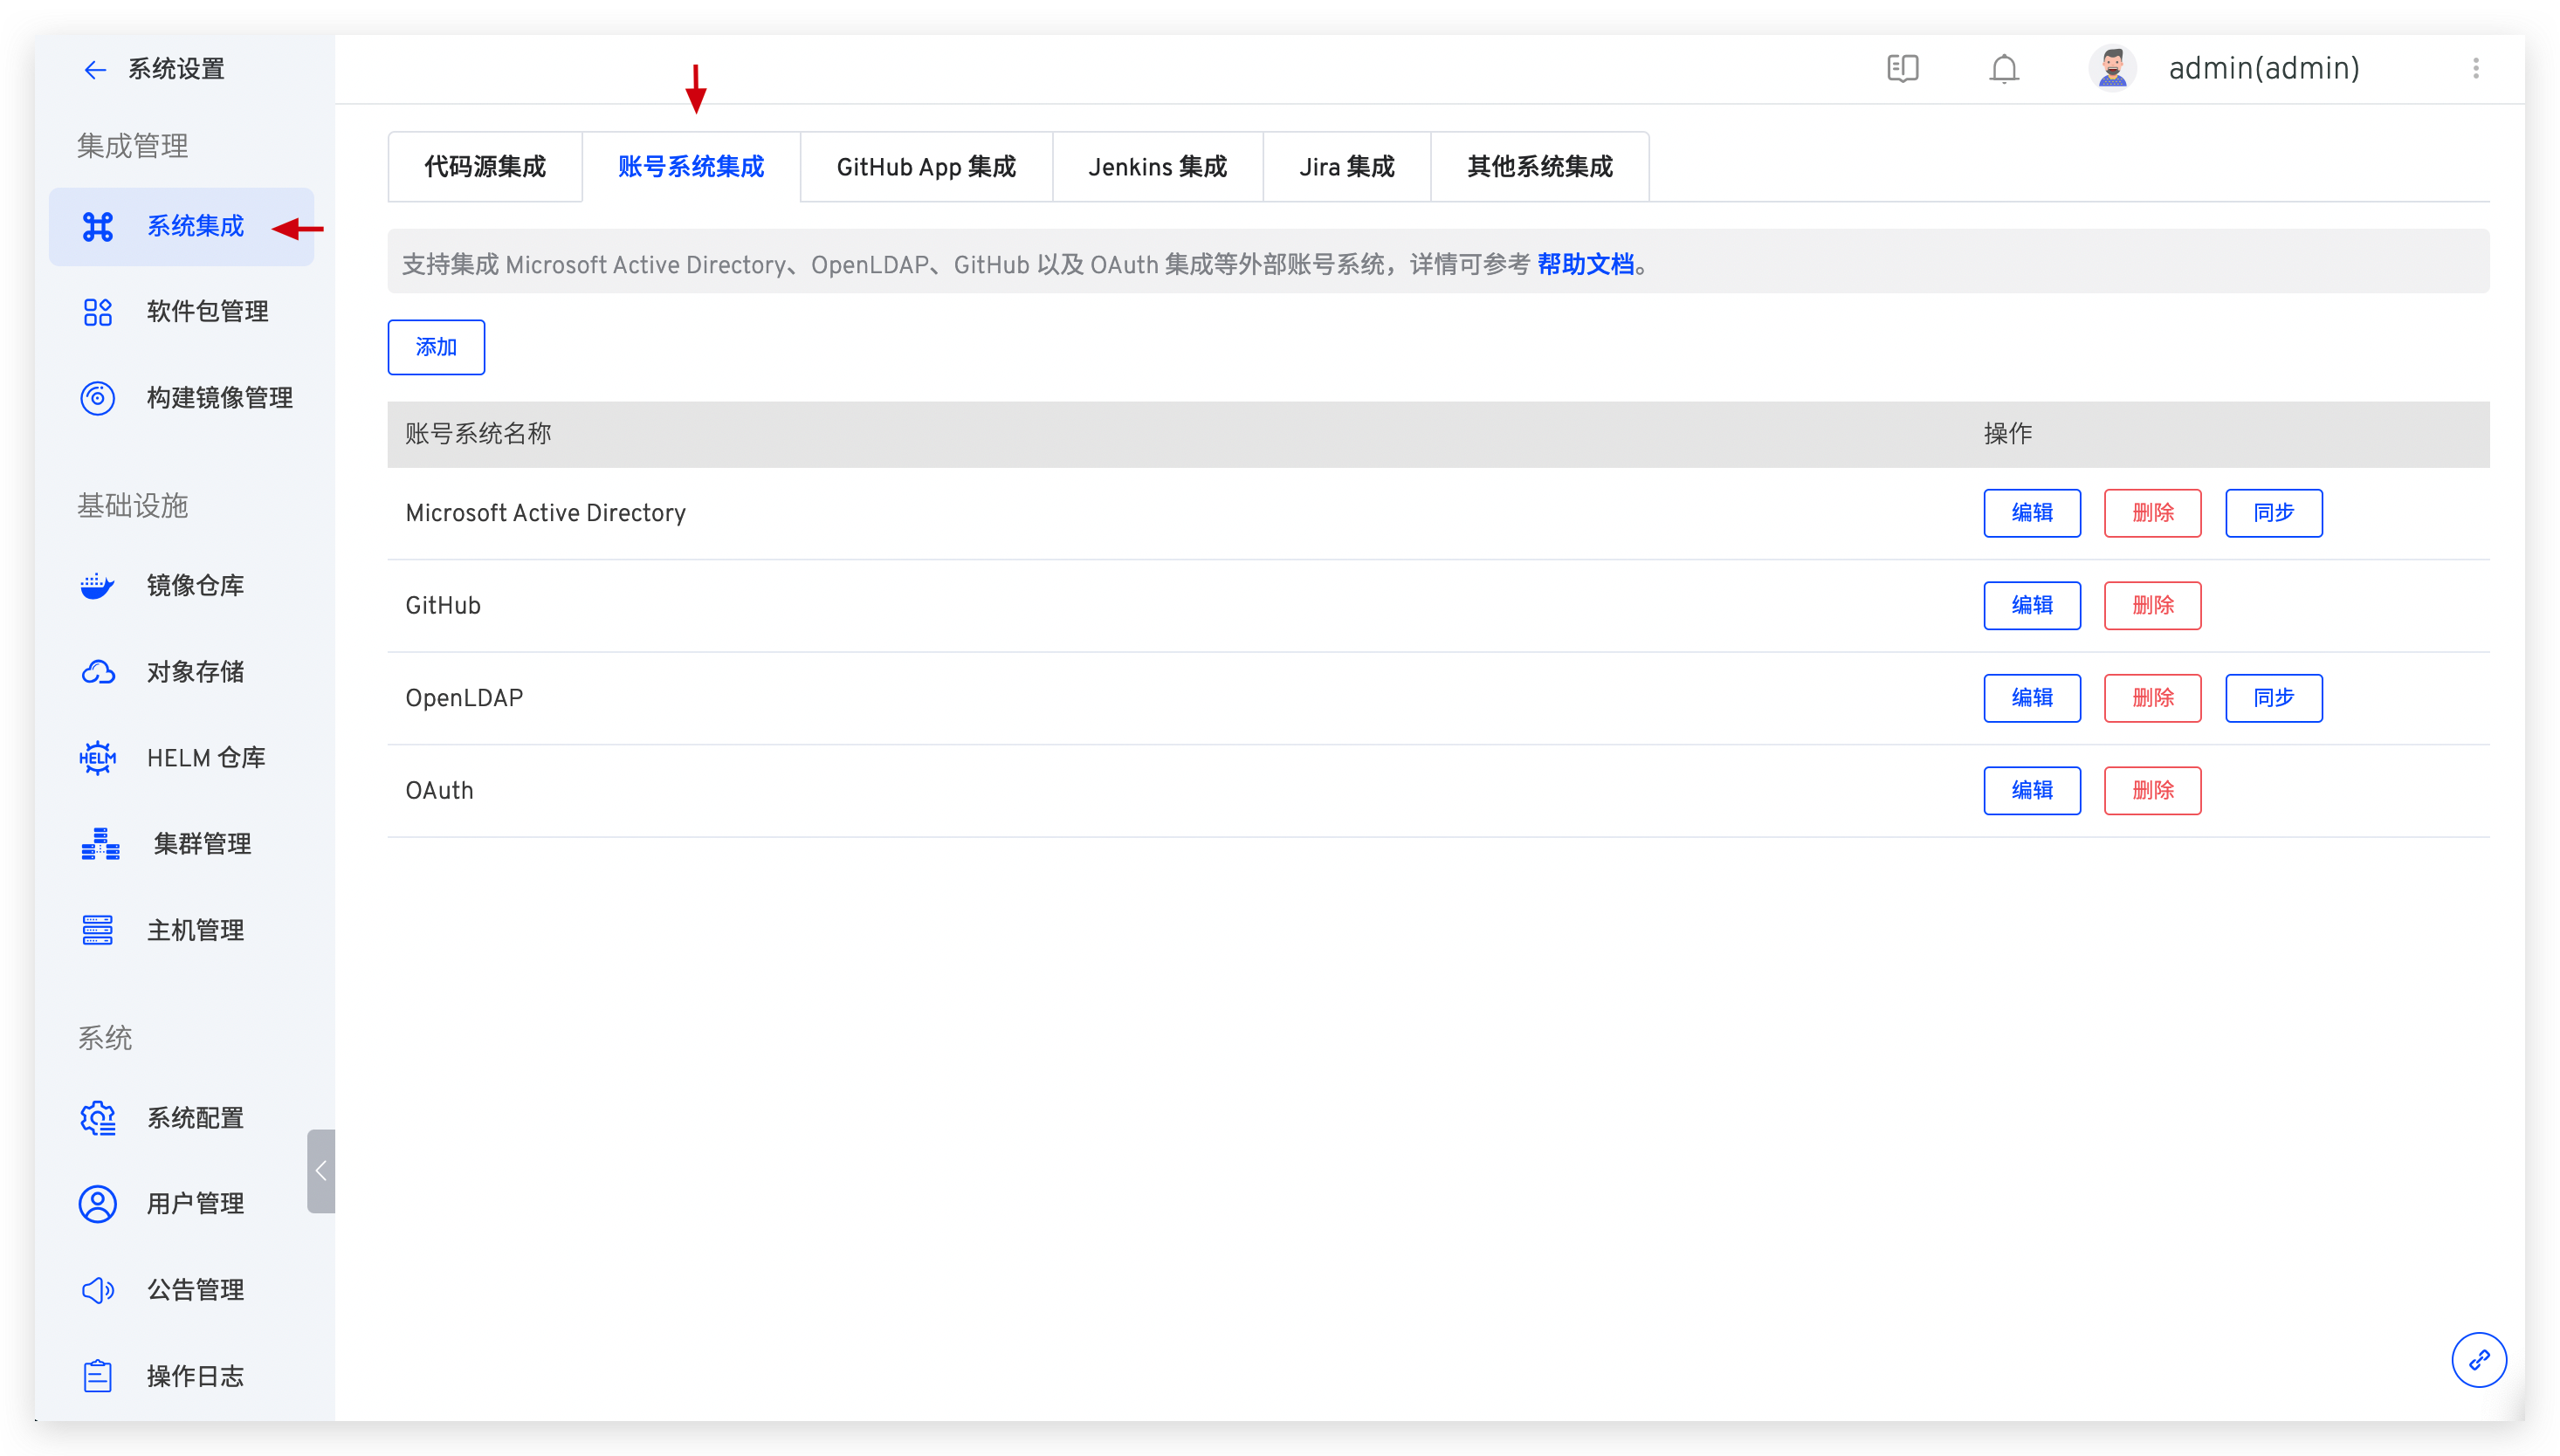 系统设置
admin(admin)
集成管理
系统集成
软件包管理
构建镜像管理
基础设施
镜像仓库
对象存储
HELM
HELM 仓库
集群管理
主机管理
系统
系统配置
用户管理
公告管理
操作日志
代码源集成 账号系统集成 GitHub App 集成 Jenkins 集成 Jira 集成 其他系统集成
支持集成 Microsoft Active Directory、OpenLDAP、GitHub 以及 OAuth 集成等外部账号系统，详情可参考 帮助文档。
添加
账号系统名称 操作
Microsoft Active Directory 编辑 删除 同步
GitHub 编辑 删除
OpenLDAP 编辑 删除 同步
OAuth 编辑 删除